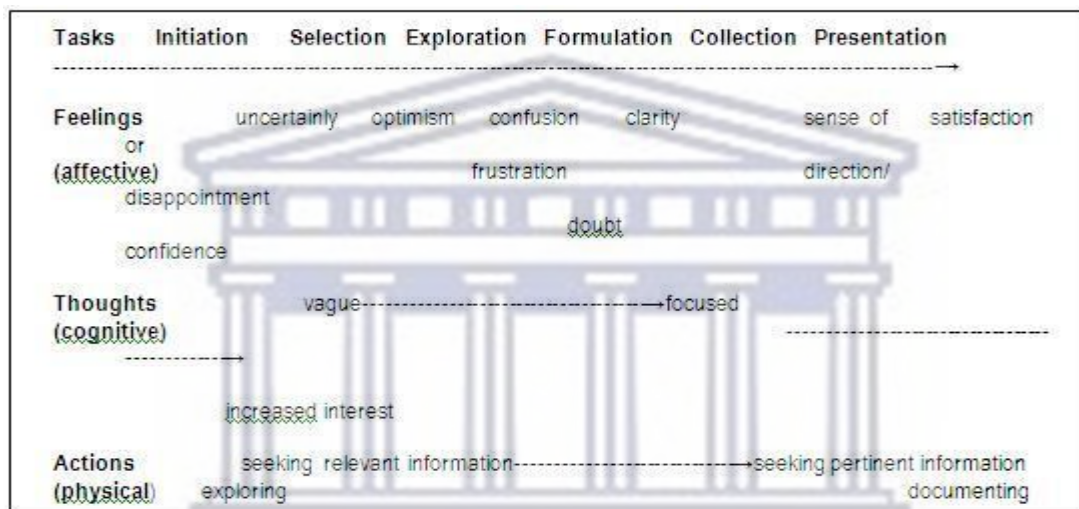 Tasks Initiation Selection Exploration Formulation Collection Presentation
Feelings uncertainly optimism confusion clarity sense of satisfaction
or
(affective) frustration direction/
disappointment
doubt
confidence
Thoughts vague focused
(cognitive)
increased interest
Actions seeking relevant information seeking pertinent information
(physical) exploring documenting